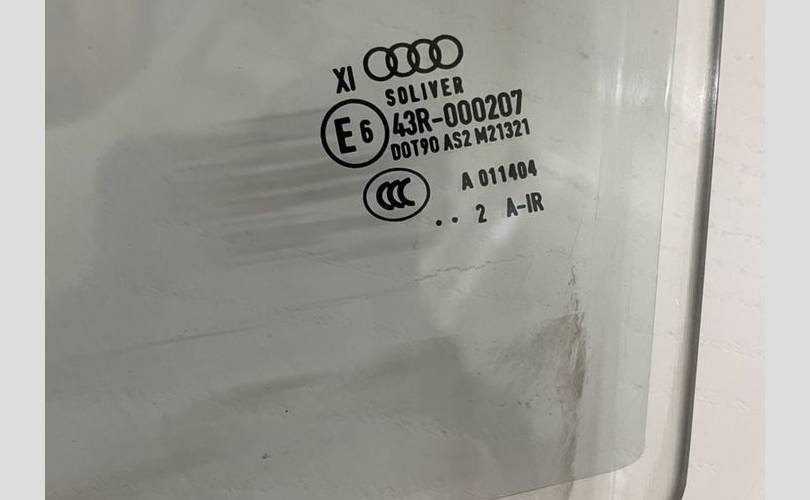 XI
SOLIVER
E6 43R-000207
DOT90 AS2 M21321
CCC A 011404
.. 2 A-IR